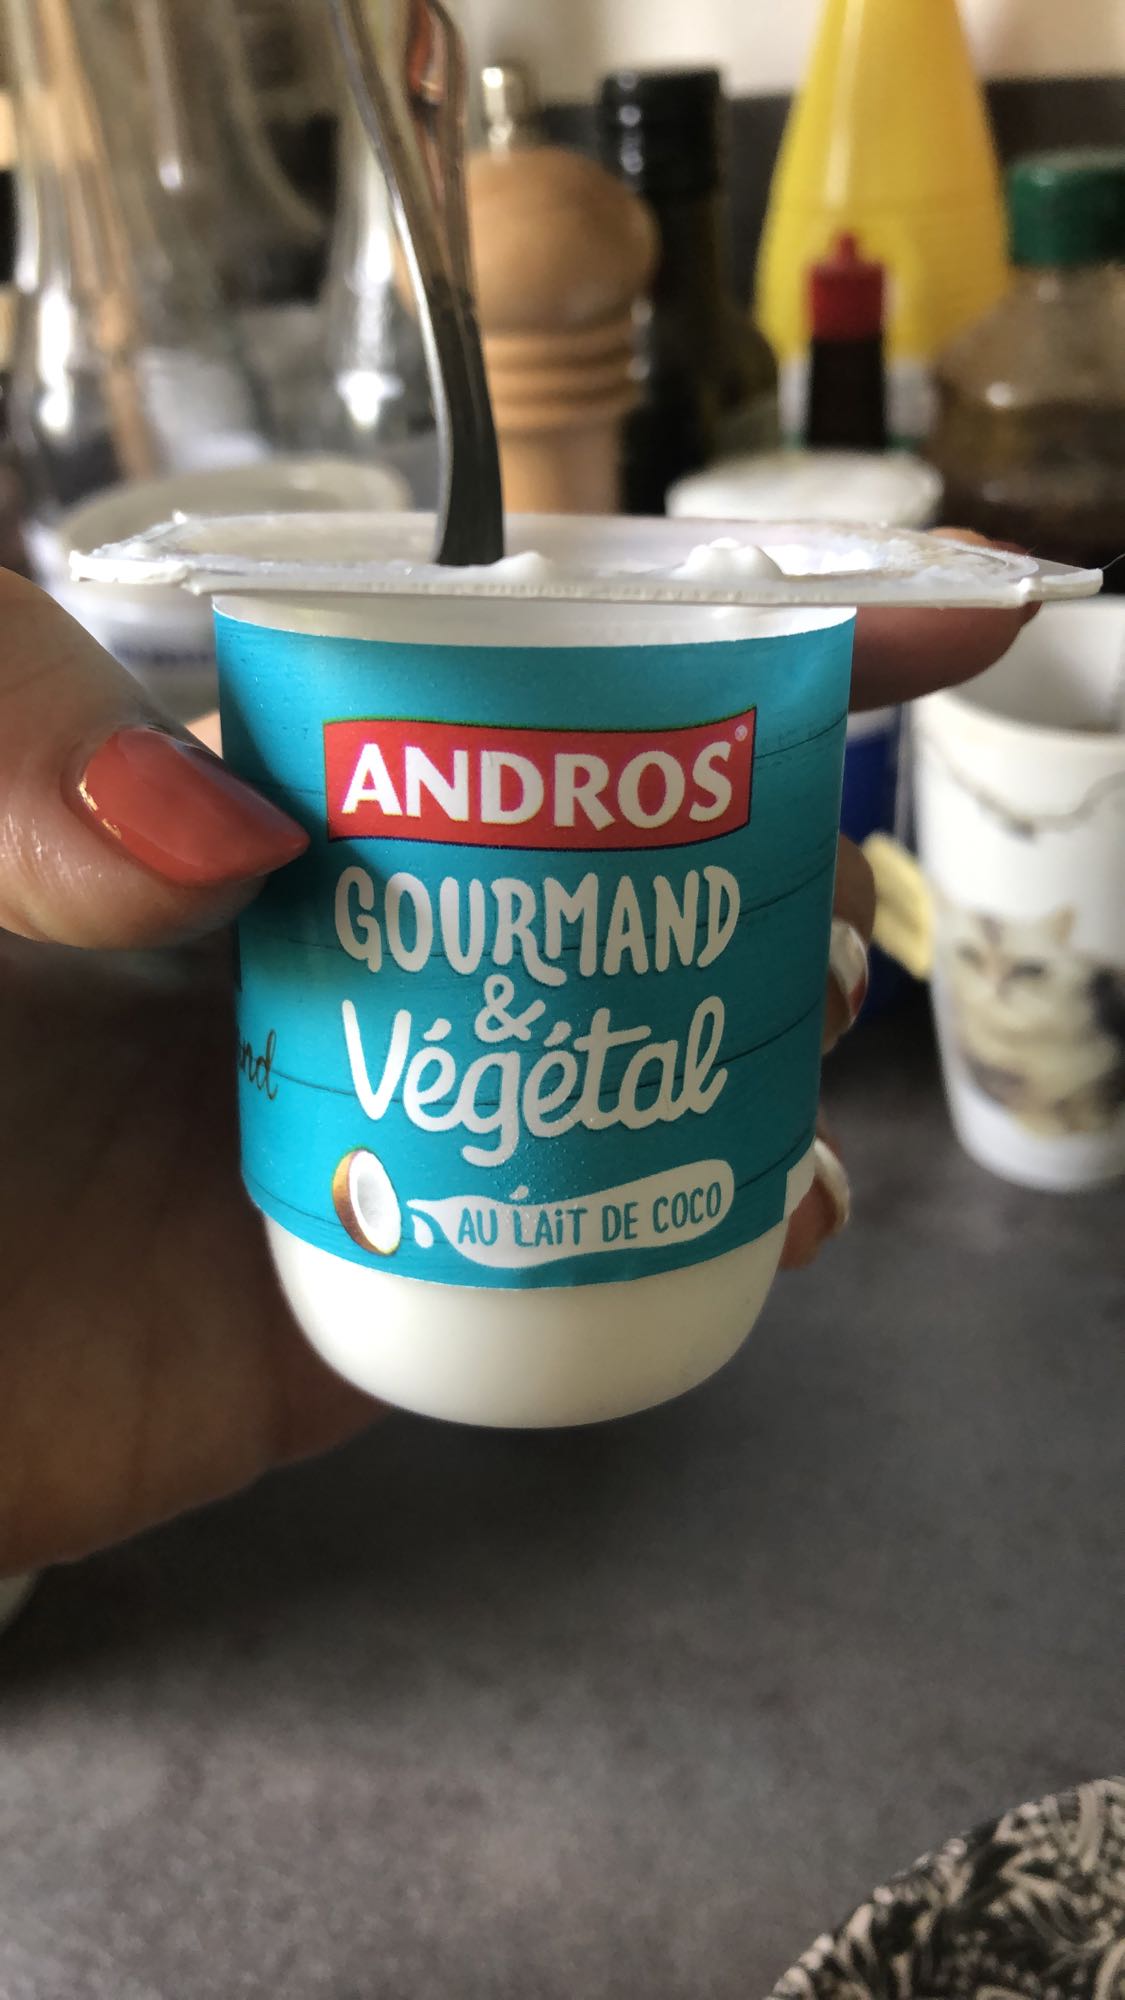 ANDROS®
GOURMAND
&
Végétal
AU LAiT DE COCO